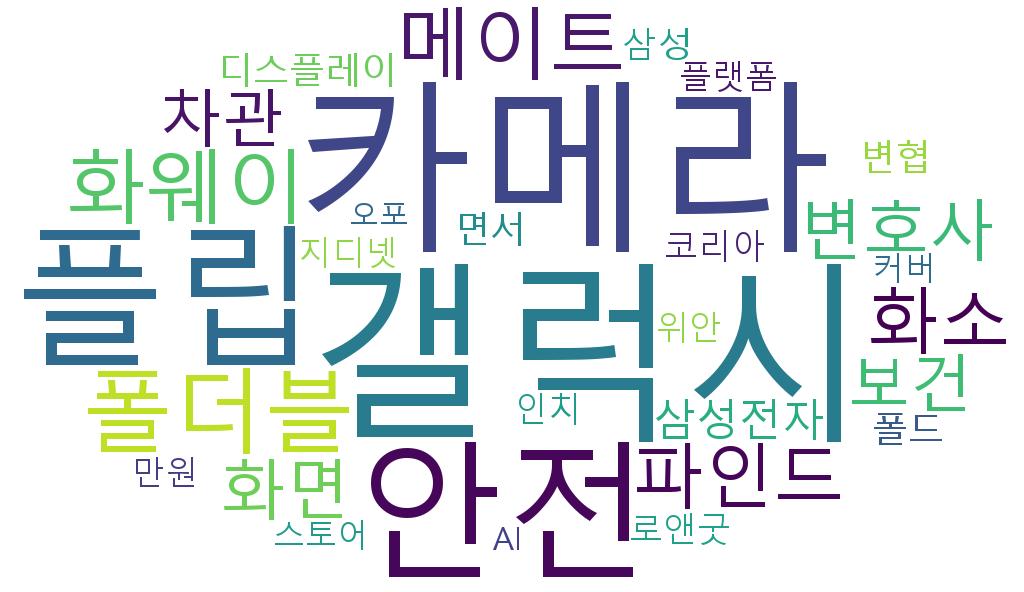 메이트
삼성
디스플레이
플랫폼
차관
카메라
변협
화웨이
오포
면서
코리아
변호사
지디넷
커버
플립
갤럭시
위안
화소
폴더블
인치
삼성전자
보건
폴드
만원
화면
안전
파인드
스토어
AI
로앤굿